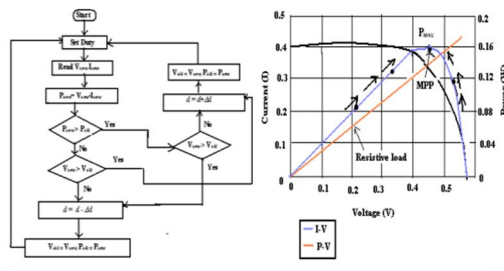 Start
Set Duty
Read Vnew, Inew
Pnew= Vnew*Inew
Pnew> Pold
Yes
No
Vnew> Vold
Yes
No
d = d - Δd
Vold = Vnew, Pold = Pnew
Vold = Vnew, Pold = Pnew
d = d+Δd
No
Vnew> Vold
Yes
0.5
0.4
0.3
0.2
0.1
0
Current (I)
Pmax
MPP
Resirtive load
0.2
0.16
0.12
0.08
0.04
0
0.1
0.2
0.3
0.4
0.5
Voltage (V)
I-V
P-V